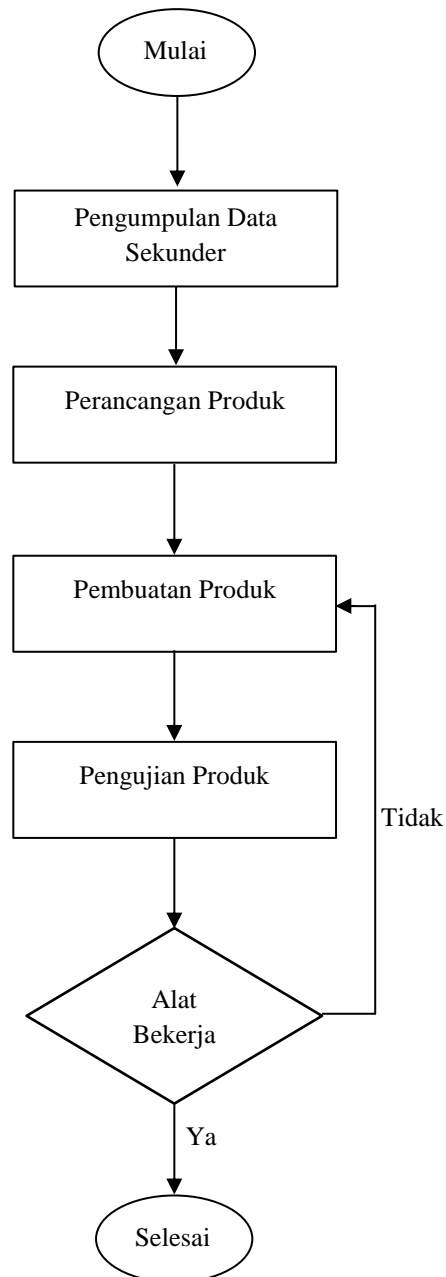 Mulai
Pengumpulan Data
Sekunder
Perancangan Produk
Pembuatan Produk
Pengujian Produk
Tidak
Alat
Bekerja
Ya
Selesai